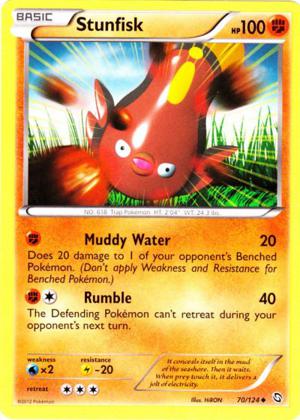 BASIC
Stunfisk HP100
NO. 618 Trap Pokémon. HT. 2'04" WT. 24.3 lbs.
Muddy Water 20
Does 20 damage to 1 of your opponent's Benched
Pokémon. (Don't apply Weakness and Resistance for
Benched Pokémon.)
Rumble 40
The Defending Pokémon can't retreat during your
opponent's next turn.
weakness resistance
×2 -20
retreat
It conceals itself in the
mud of the seashore. Then it waits.
When prey touch it, it delivers a
jolt of electricity.
Illus. HiRON 70/124
©2012 Pokémon